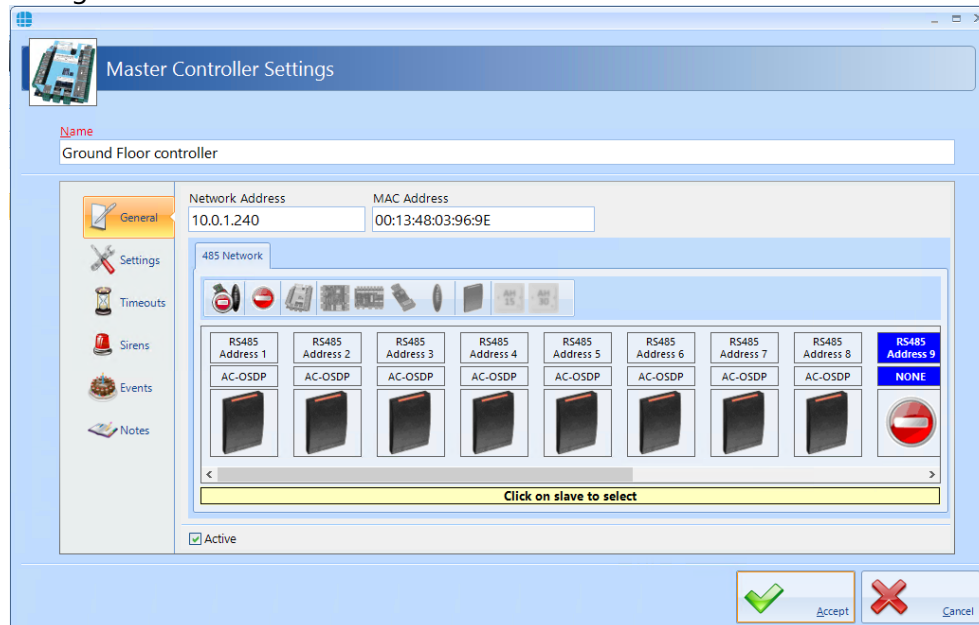 Master Controller Settings
Name
Ground Floor controller
General
Settings
Timeouts
Sirens
Events
Notes
Network Address
MAC Address
10.0.1.240
00:13:48:03:96:9E
485 Network
AH 15
AH 30
RS485 Address 1
RS485 Address 2
RS485 Address 3
RS485 Address 4
RS485 Address 5
RS485 Address 6
RS485 Address 7
RS485 Address 8
RS485 Address 9
AC-OSDP
AC-OSDP
AC-OSDP
AC-OSDP
AC-OSDP
AC-OSDP
AC-OSDP
AC-OSDP
NONE
Click on slave to select
Active
Accept
Cancel